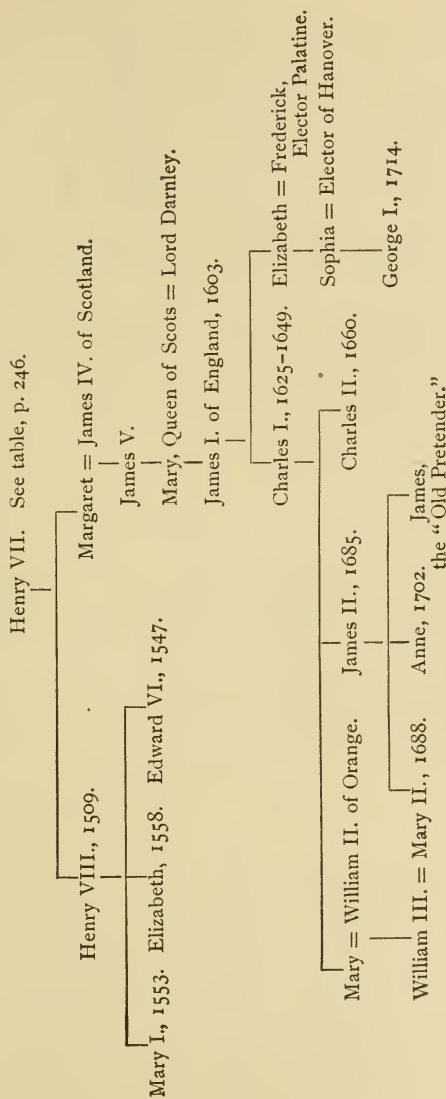 Henry VII. See table, p. 246.
Henry VIII., 1509.
Margaret = James IV. of Scotland.
James V.
Mary I., 1553. Elizabeth, 1558. Edward VI., 1547.
Mary, Queen of Scots = Lord Darnley.
James I. of England, 1603.
Charles I., 1625–1649.
Elizabeth = Frederick,
Elector Palatine.
Mary = William II. of Orange.
James II., 1685.
Charles II., 1660.
Sophia = Elector of Hanover.
William III. = Mary II., 1688.
Anne, 1702.
James,
the "Old Pretender."
George I., 1714.